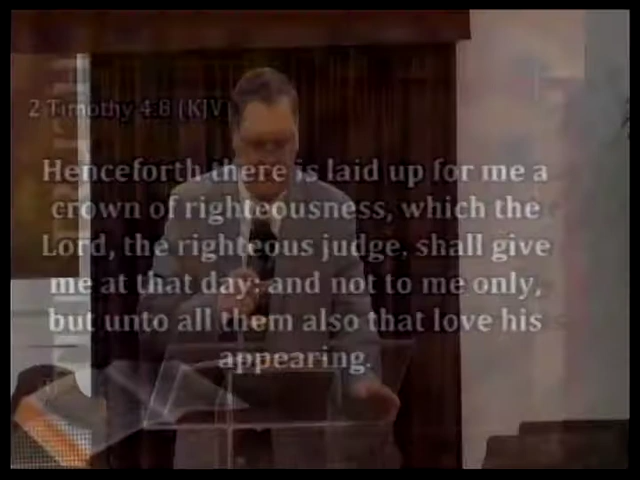 2 Timothy 4:8 (KJV)
Henceforth there is laid up for me a
crown of righteousness, which the
Lord, the righteous judge, shall give
me at that day: and not to me only,
but unto all them also that love his
appearing.